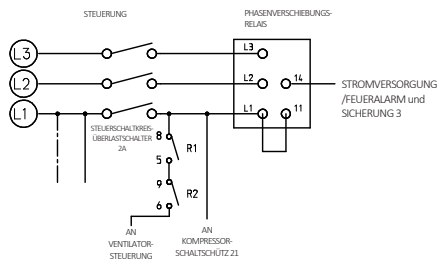 STEUERUNG
PHASENVERSCHIEBUNGS-
RELAIS
L3
L3
L2
L2
14
STROMVERSORGUNG
/FEUERALARM und
SICHERUNG 3
L1
L1
11
STEUERSCHALTKREIS-
ÜBERLASTSCHALTER
2A
8
R1
5
9
R2
6
AN
VENTILATOR-
STEUERUNG
AN
KOMPRESSOR-
SCHALTSCHÜTZ 21